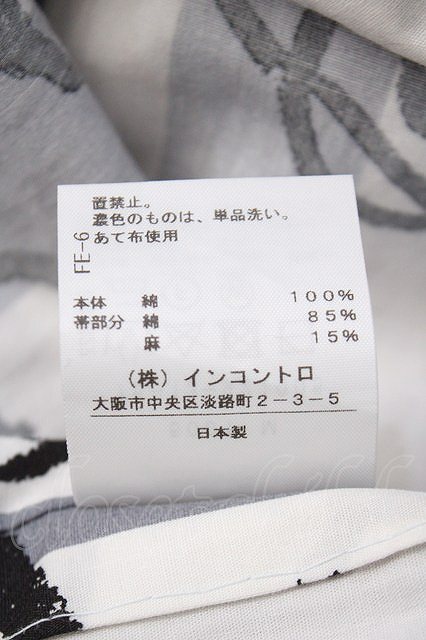 置禁止。
濃色のものは、単品洗い。
あて布使用
FE-6
本体 綿 100%
帯部分 綿 85%
麻 15%
(株) インコントロ
大阪市中央区淡路町2-3-5
日本製